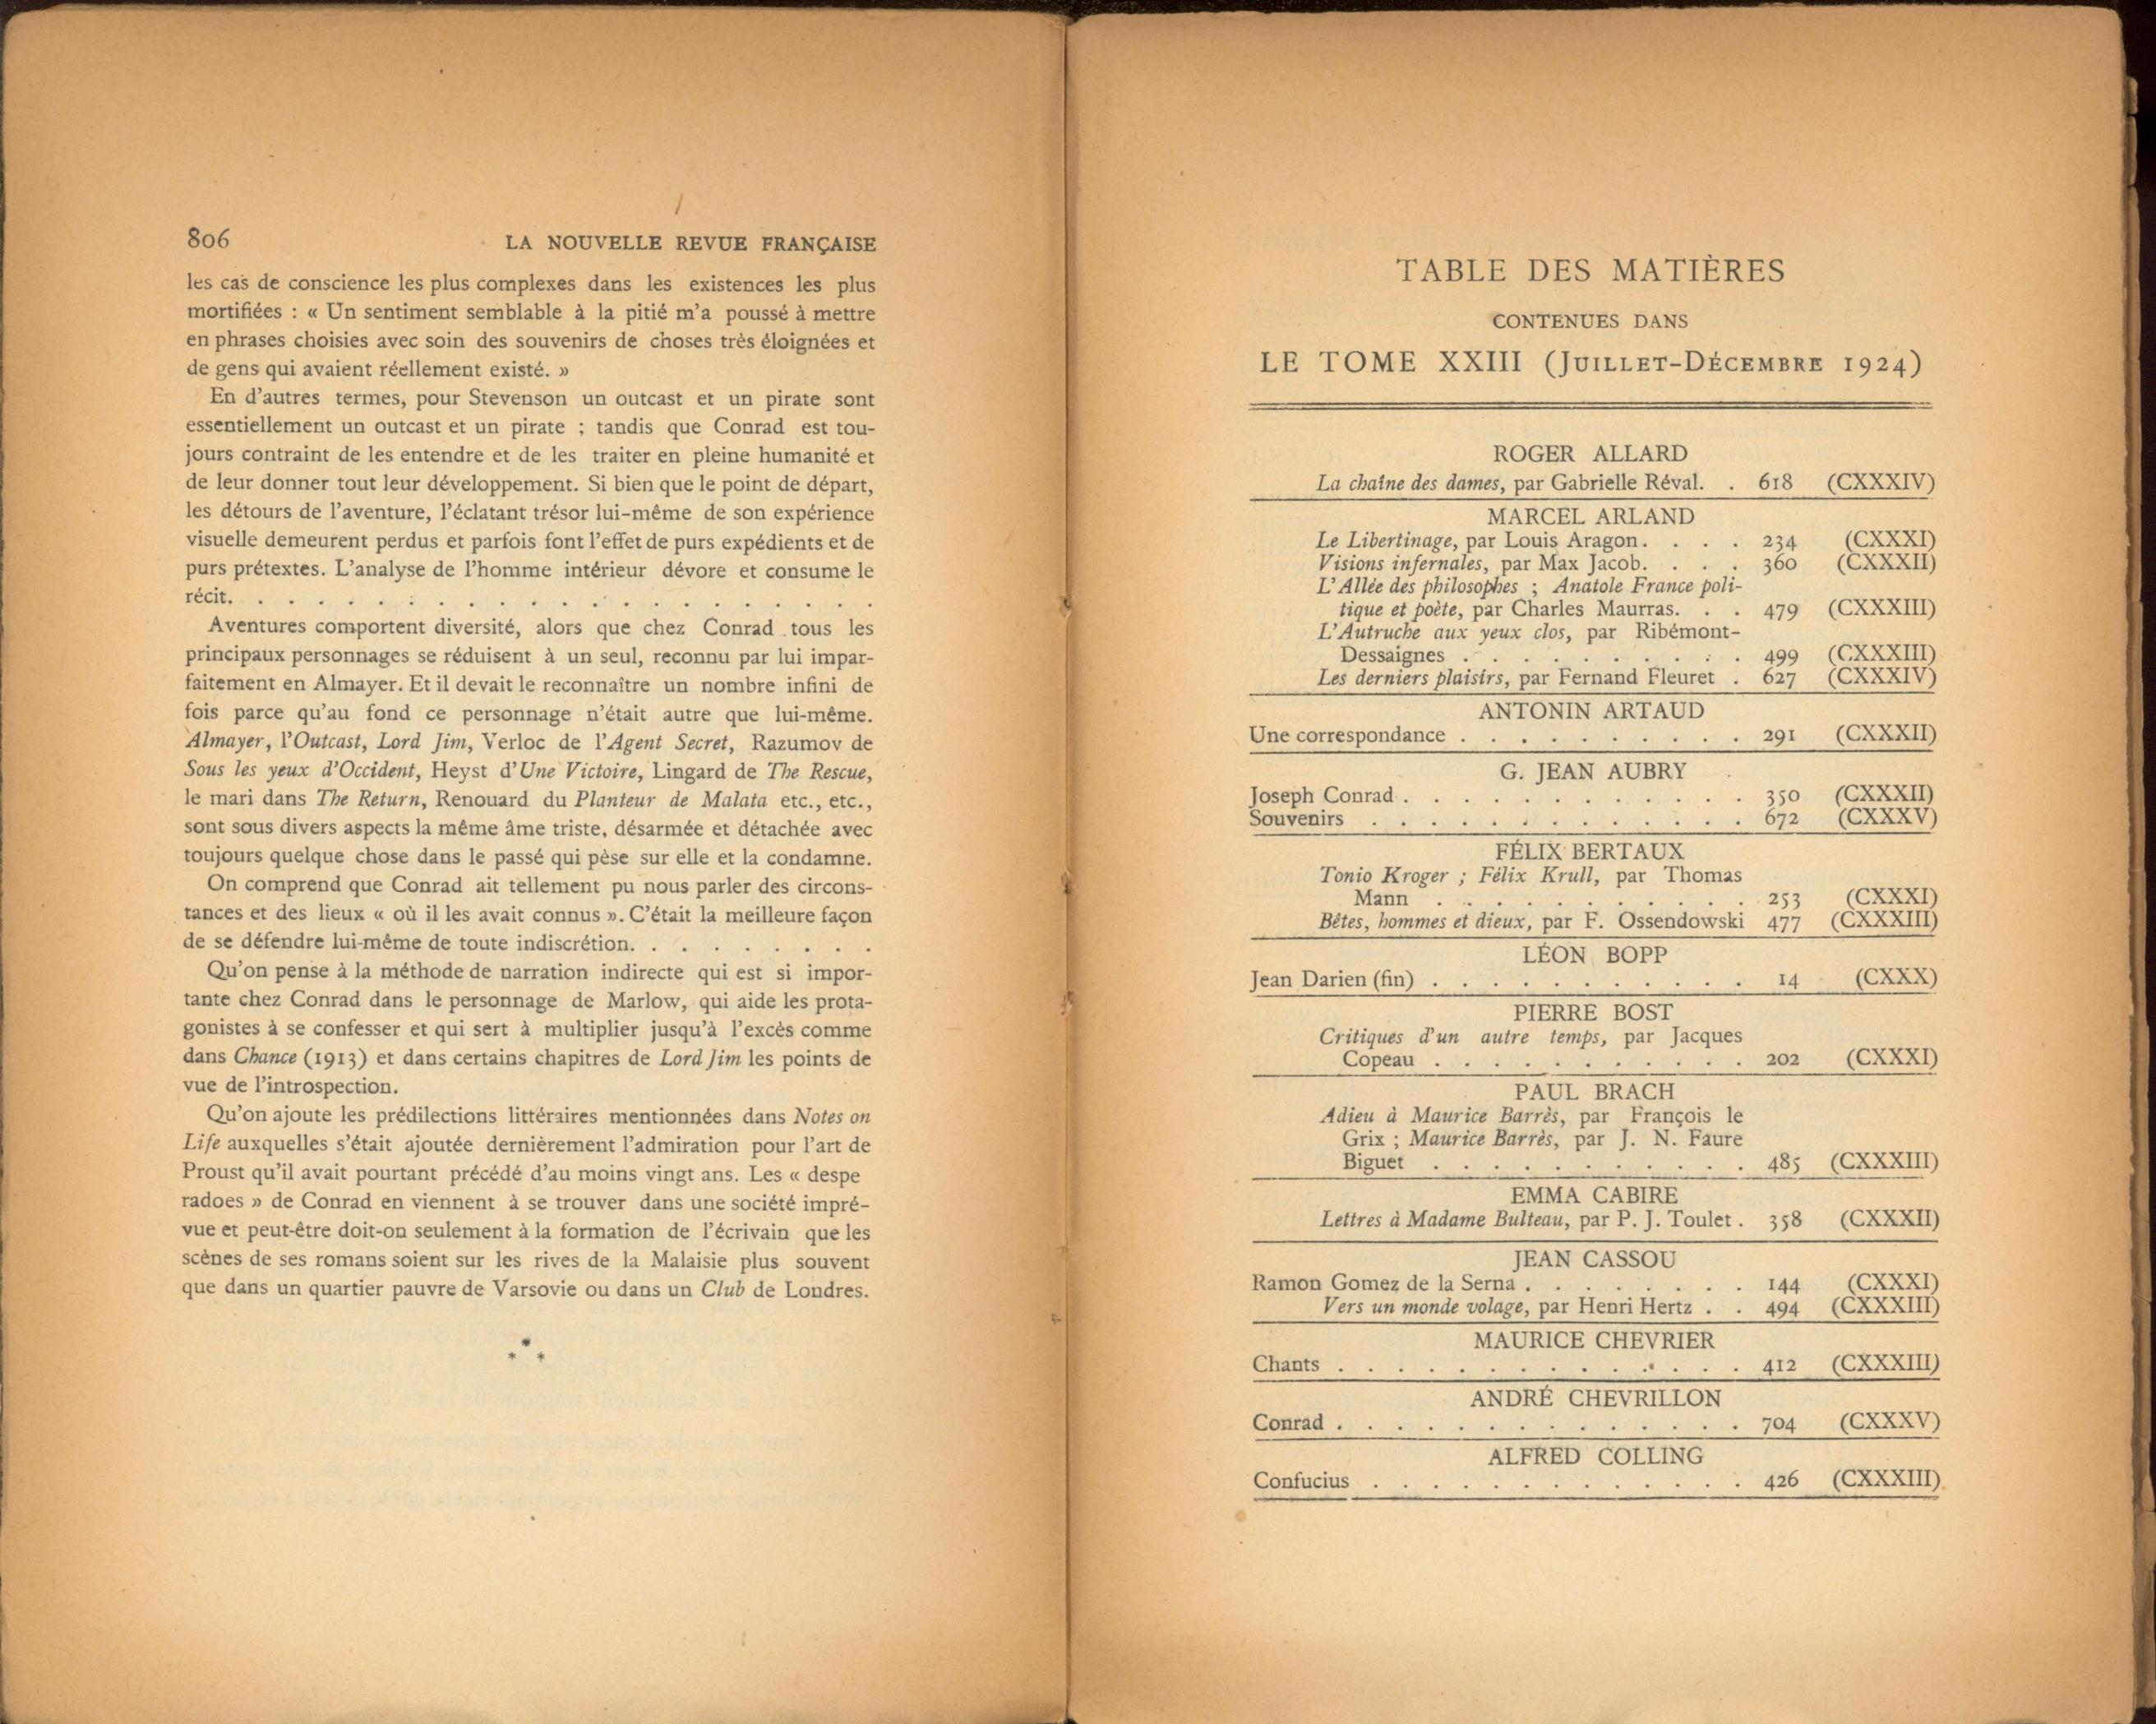 806 LA NOUVELLE REVUE FRANÇAISE
les cas de conscience les plus complexes dans les existences les plus
mortifiées : « Un sentiment semblable à la pitié m'a poussé à mettre
en phrases choisies avec soin des souvenirs de choses très éloignées et
de gens qui avaient réellement existé. »
En d'autres termes, pour Stevenson un outcast et un pirate sont
essentiellement un outcast et un pirate ; tandis que Conrad est tou-
jours contraint de les entendre et de les traiter en pleine humanité et
de leur donner tout leur développement. Si bien que le point de départ,
les détours de l'aventure, l'éclatant trésor lui-même de son expérience
visuelle demeurent perdus et parfois font l'effet de purs expédients et de
purs prétextes. L'analyse de l'homme intérieur dévore et consume le
récit. . . . . . . . . . . . . . . . . . . . . .
Aventures comportent diversité, alors que chez Conrad tous les
principaux personnages se réduisent à un seul, reconnu par lui impar-
faitement en Almayer. Et il devait le reconnaître un nombre infini de
fois parce qu'au fond ce personnage n'était autre que lui-même.
Almayer, l'Outcast, Lord Jim, Verloc de l'Agent Secret, Razumov de
Sous les yeux d'Occident, Heyst d'Une Victoire, Lingard de The Rescue,
le mari dans The Return, Renouard du Planteur de Malata etc., etc.,
sont sous divers aspects la même âme triste, désarmée et détachée avec
toujours quelque chose dans le passé qui pèse sur elle et la condamne.
On comprend que Conrad ait tellement pu nous parler des circons-
tances et des lieux « où il les avait connus ». C'était la meilleure façon
de se défendre lui-même de toute indiscrétion. . . . . . . . .
Qu'on pense à la méthode de narration indirecte qui est si impor-
tante chez Conrad dans le personnage de Marlow, qui aide les prota-
gonistes à se confesser et qui sert à multiplier jusqu'à l'excès comme
dans Chance (1913) et dans certains chapitres de Lord Jim les points de
vue de l'introspection.
Qu'on ajoute les prédilections littéraires mentionnées dans Notes on
Life auxquelles s'était ajoutée dernièrement l'admiration pour l'art de
Proust qu'il avait pourtant précédé d'au moins vingt ans. Les « despe
radoes » de Conrad en viennent à se trouver dans une société impré-
vue et peut-être doit-on seulement à la formation de l'écrivain que les
scènes de ses romans soient sur les rives de la Malaisie plus souvent
que dans un quartier pauvre de Varsovie ou dans un Club de Londres.
* * *
TABLE DES MATIÈRES
CONTENUES DANS
LE TOME XXIII (JUILLET-DÉCEMBRE 1924)
ROGER ALLARD
La chaîne des dames, par Gabrielle Réval. . 618 (CXXXIV)
MARCEL ARLAND
Le Libertinage, par Louis Aragon. . . . 234 (CXXXI)
Visions infernales, par Max Jacob. . . . 360 (CXXXII)
L'Allée des philosophes ; Anatole France poli-
tique et poète, par Charles Maurras. . . 479 (CXXXIII)
L'Autruche aux yeux clos, par Ribémont-
Dessaignes . . . . . . . . . . 499 (CXXXIII)
Les derniers plaisirs, par Fernand Fleuret . 627 (CXXXIV)
ANTONIN ARTAUD
Une correspondance . . . . . . . . . . 291 (CXXXII)
G. JEAN AUBRY
Joseph Conrad . . . . . . . . . . . . 350 (CXXXII)
Souvenirs . . . . . . . . . . . . . 672 (CXXXV)
FÉLIX BERTAUX
Tonio Kroger ; Félix Krull, par Thomas
Mann . . . . . . . . . . . 253 (CXXXI)
Bêtes, hommes et dieux, par F. Ossendowski 477 (CXXXIII)
LÉON BOPP
Jean Darien (fin) . . . . . . . . . . . 14 (CXXX)
PIERRE BOST
Critiques d'un autre temps, par Jacques
Copeau . . . . . . . . . . . 202 (CXXXI)
PAUL BRACH
Adieu à Maurice Barrès, par François le
Grix ; Maurice Barrès, par J. N. Faure
Biguet . . . . . . . . . . . 485 (CXXXIII)
EMMA CABIRE
Lettres à Madame Bulteau, par P. J. Toulet . 358 (CXXXII)
JEAN CASSOU
Ramon Gomez de la Serna . . . . . . . . 144 (CXXXI)
Vers un monde volage, par Henri Hertz . . 494 (CXXXIII)
MAURICE CHEVRIER
Chants . . . . . . . . . . . . . . 412 (CXXXIII)
ANDRÉ CHEVRILLON
Conrad . . . . . . . . . . . . . . 704 (CXXXV)
ALFRED COLLING
Confucius . . . . . . . . . . . . . 426 (CXXXIII)